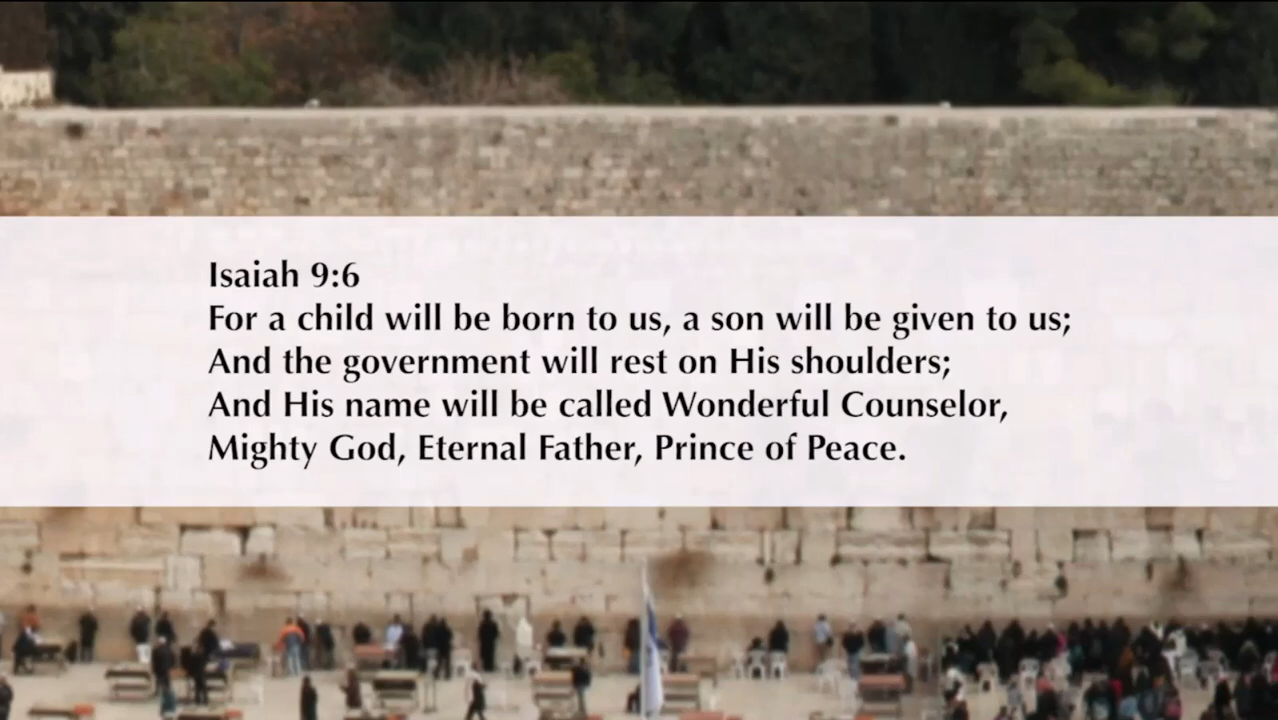 Isaiah 9:6
For a child will be born to us, a son will be given to us;
And the government will rest on His shoulders;
And His name will be called Wonderful Counselor,
Mighty God, Eternal Father, Prince of Peace.